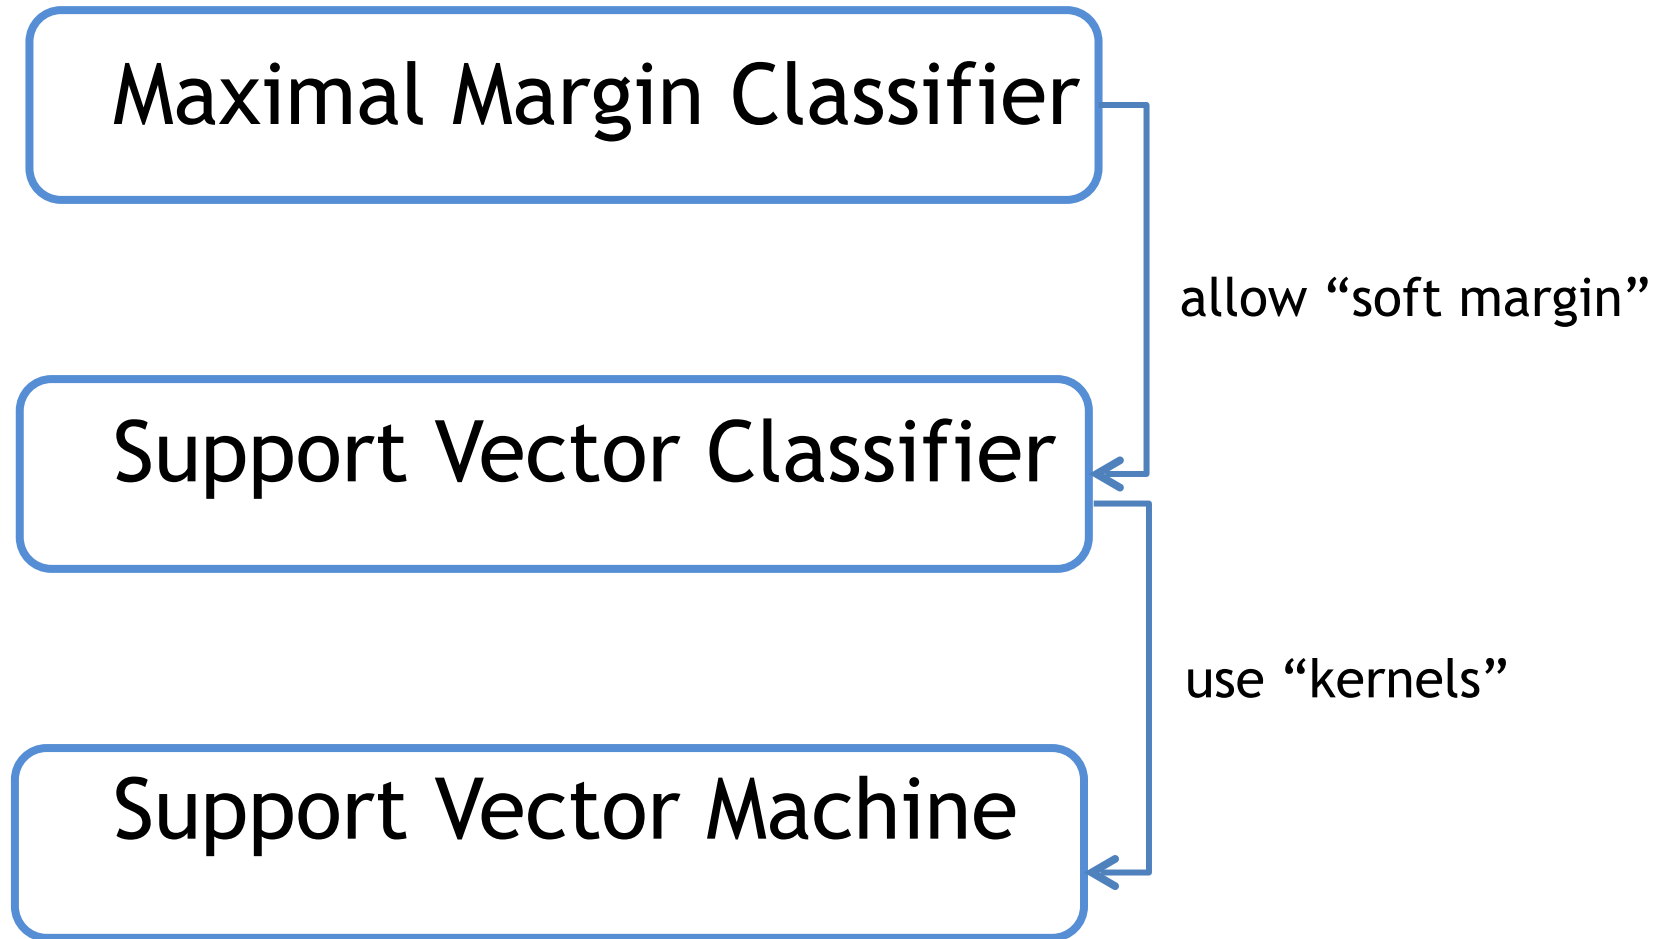 Maximal Margin Classifier
allow “soft margin”
Support Vector Classifier
use “kernels”
Support Vector Machine